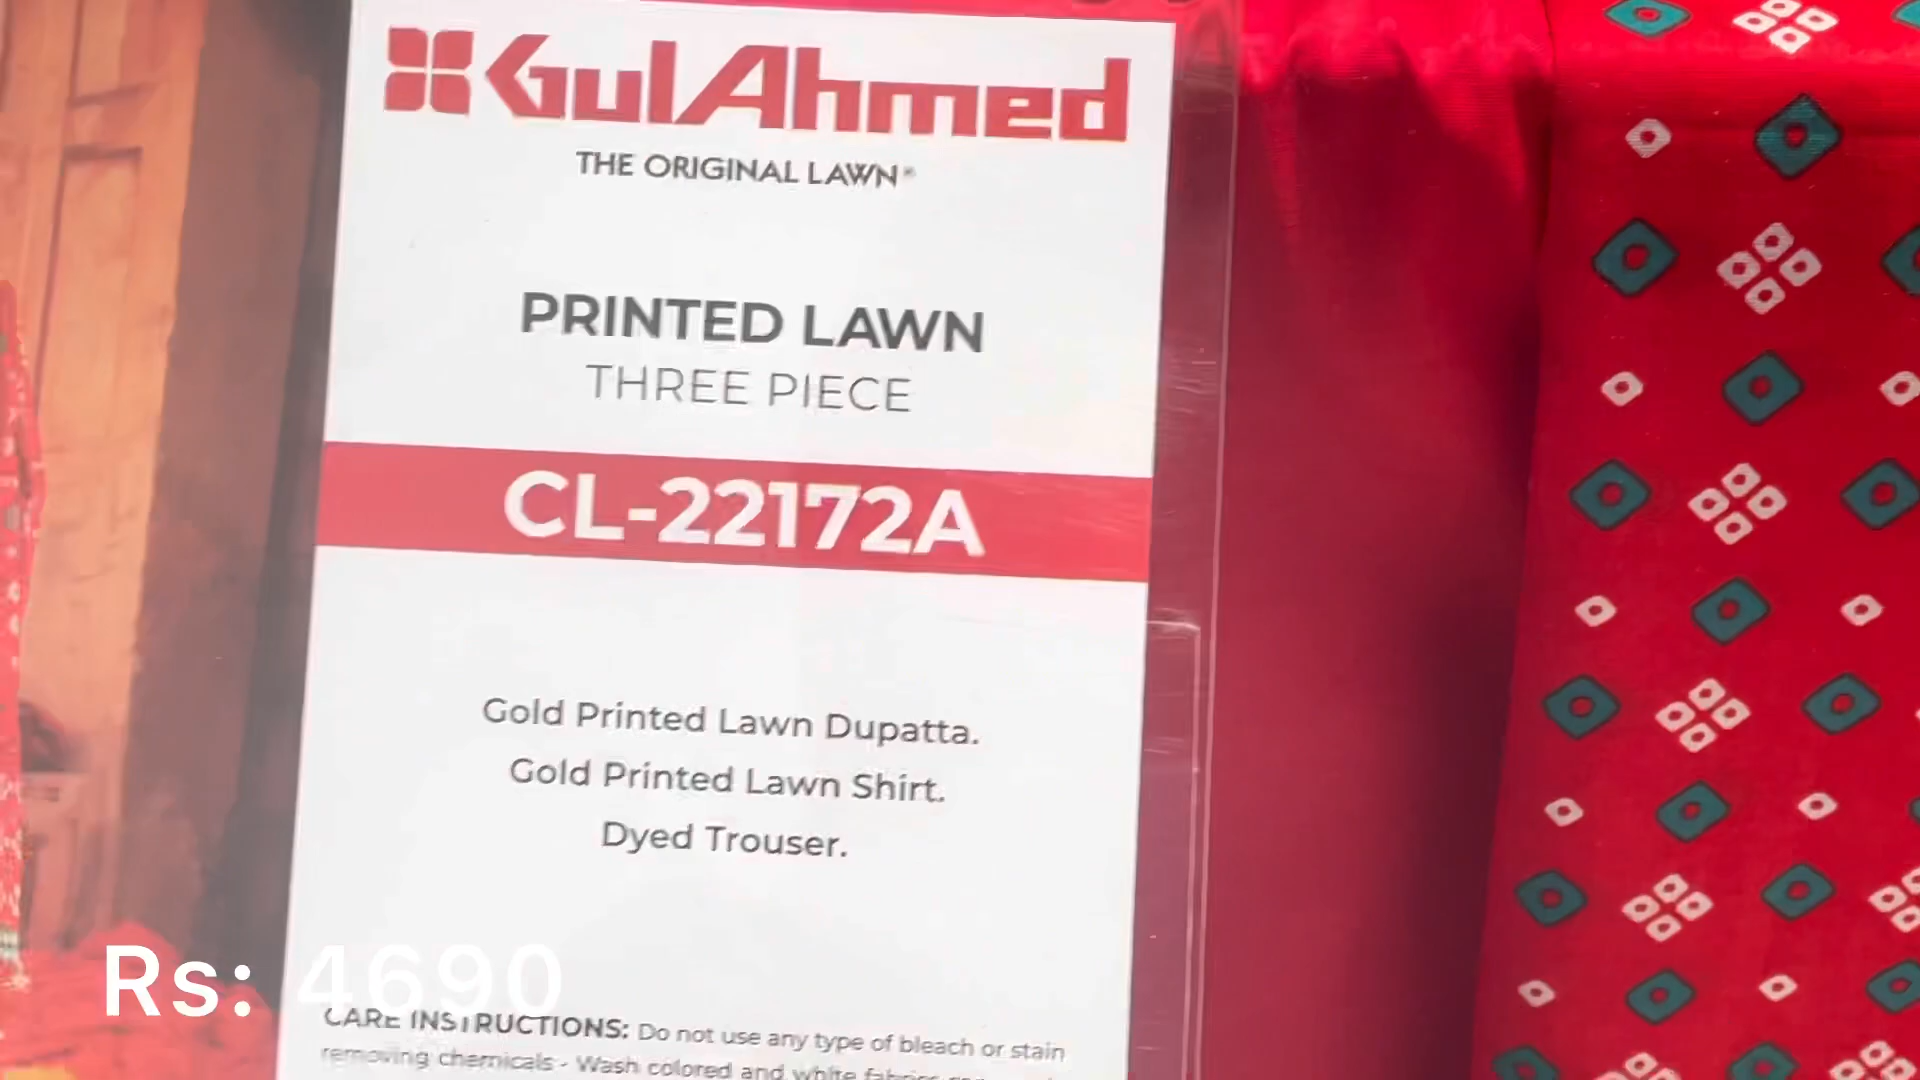 GulAhmed
THE ORIGINAL LAWN®
PRINTED LAWN
THREE PIECE
CL-22172A
Gold Printed Lawn Dupatta.
Gold Printed Lawn Shirt.
Dyed Trouser.
Rs: 4690
CARE INSTRUCTIONS: Do not use any type of bleach or stain
removing chemicals - Wash colored and white fabrics